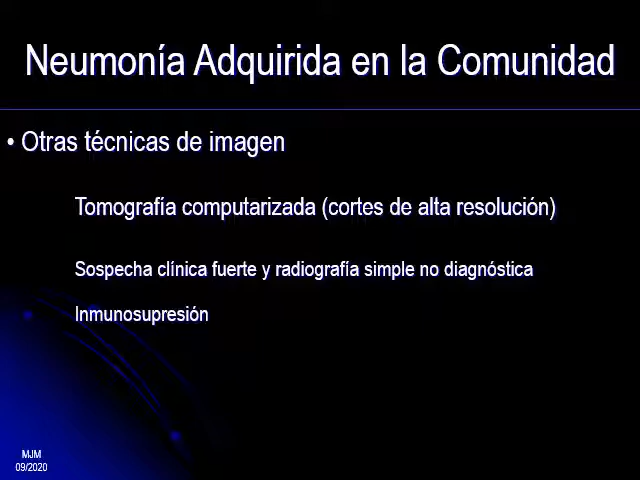 Neumonía Adquirida en la Comunidad
• Otras técnicas de imagen
Tomografía computarizada (cortes de alta resolución)
Sospecha clínica fuerte y radiografía simple no diagnóstica
Inmunosupresión
MJM
09/2020